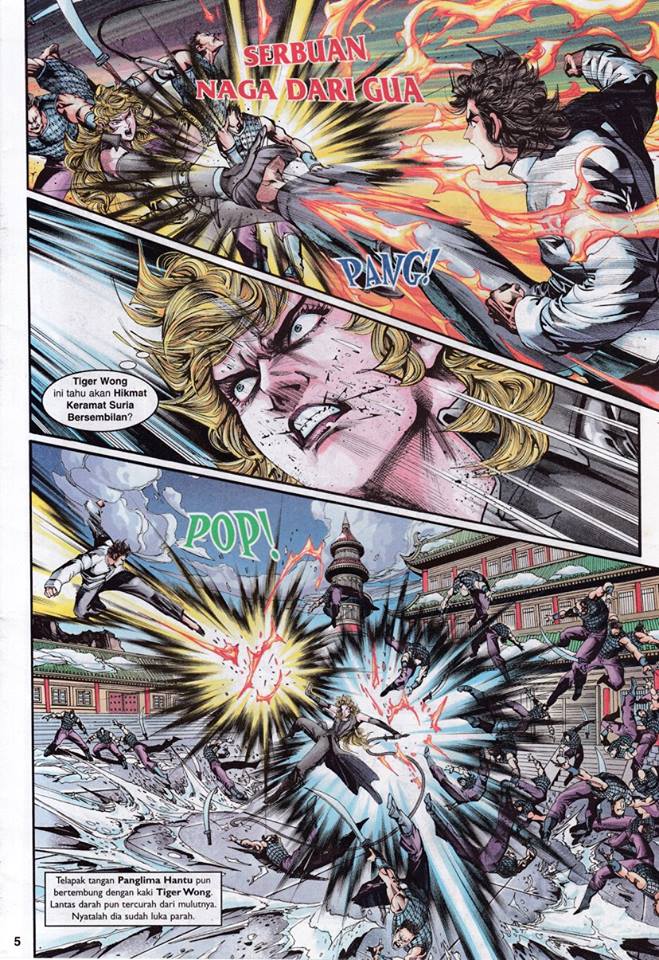 SERBUAN
NAGA DARI GUA
PANG!
Tiger Wong
ini tahu akan Hikmat
Keramat Suria
Bersembilan?
POP!
Telapak tangan Panglima Hantu pun
bertembung dengan kaki Tiger Wong.
Lantas darah pun tercurah dari mulutnya.
Nyatalah dia sudah luka parah.
5